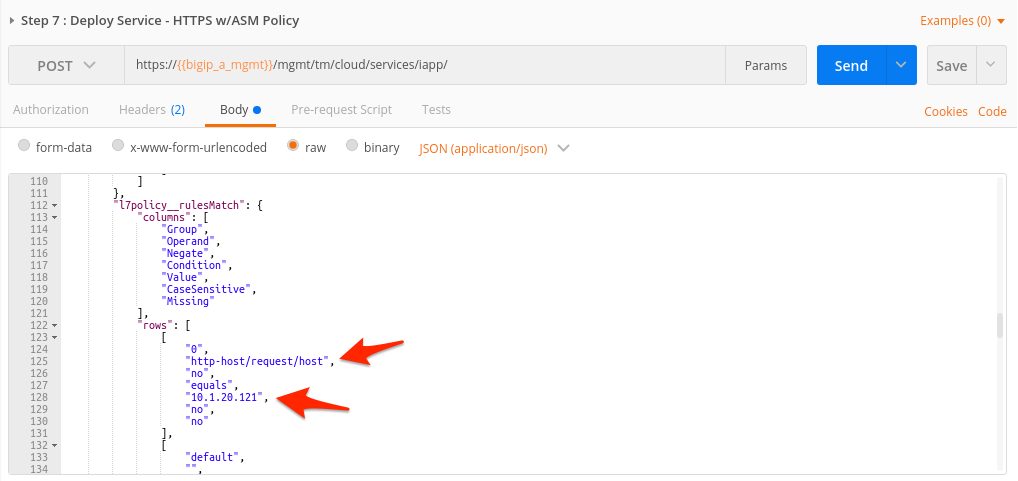 Step 7 : Deploy Service - HTTPS w/ASM Policy
Examples (0)
POST
https://{{bigip_a_mgmt}}/mgmt/tm/cloud/services/iapp/
Params
Send
Save
Authorization
Headers (2)
Body
Pre-request Script
Tests
Cookies
Code
form-data
x-www-form-urlencoded
raw
binary
JSON (application/json)
110 ]
111 },
112 "l7policy__rulesMatch": {
113 "columns": [
114 "Group",
115 "Operand",
116 "Negate",
117 "Condition",
118 "Value",
119 "CaseSensitive",
120 "Missing"
121 ],
122 "rows": [
123 [
124 "0",
125 "http-host/request/host",
126 "no",
127 "equals",
128 "10.1.20.121",
129 "no",
130 "no"
131 ],
132 [
133 "default",
134 "",